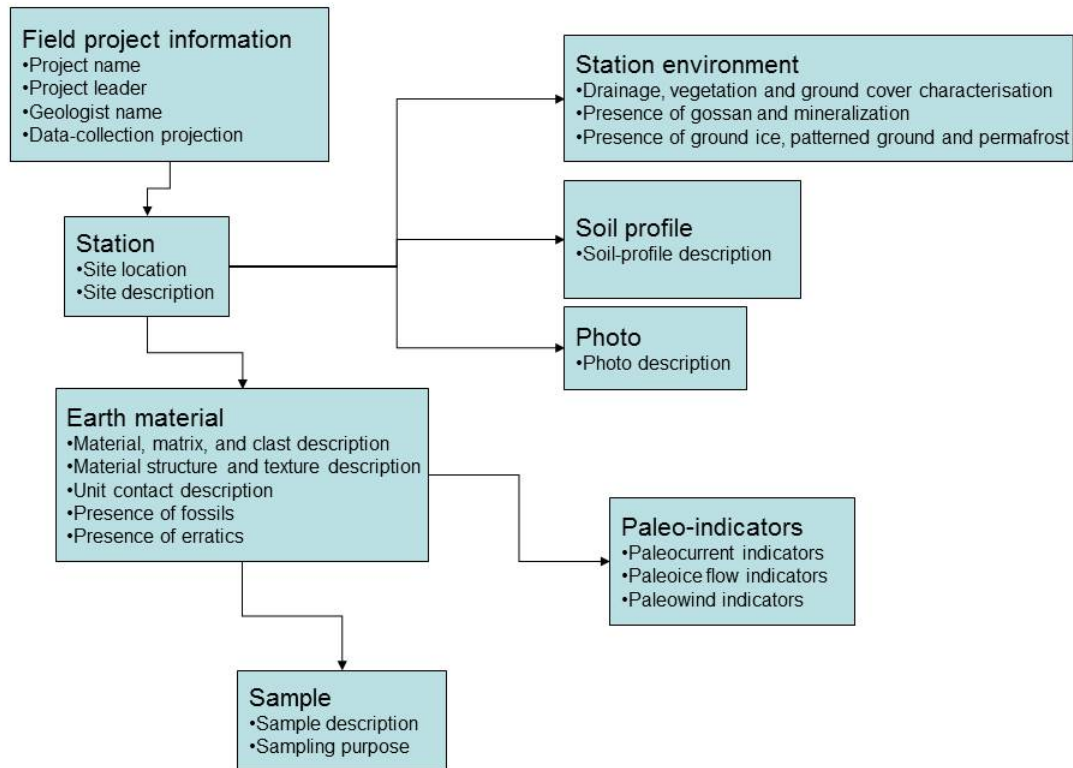 Field project information
•Project name
•Project leader
•Geologist name
•Data-collection projection
Station environment
•Drainage, vegetation and ground cover characterisation
•Presence of gossan and mineralization
•Presence of ground ice, patterned ground and permafrost
Station
•Site location
•Site description
Soil profile
•Soil-profile description
Photo
•Photo description
Earth material
•Material, matrix, and clast description
•Material structure and texture description
•Unit contact description
•Presence of fossils
•Presence of erratics
Paleo-indicators
•Paleocurrent indicators
•Paleoice flow indicators
•Paleowind indicators
Sample
•Sample description
•Sampling purpose